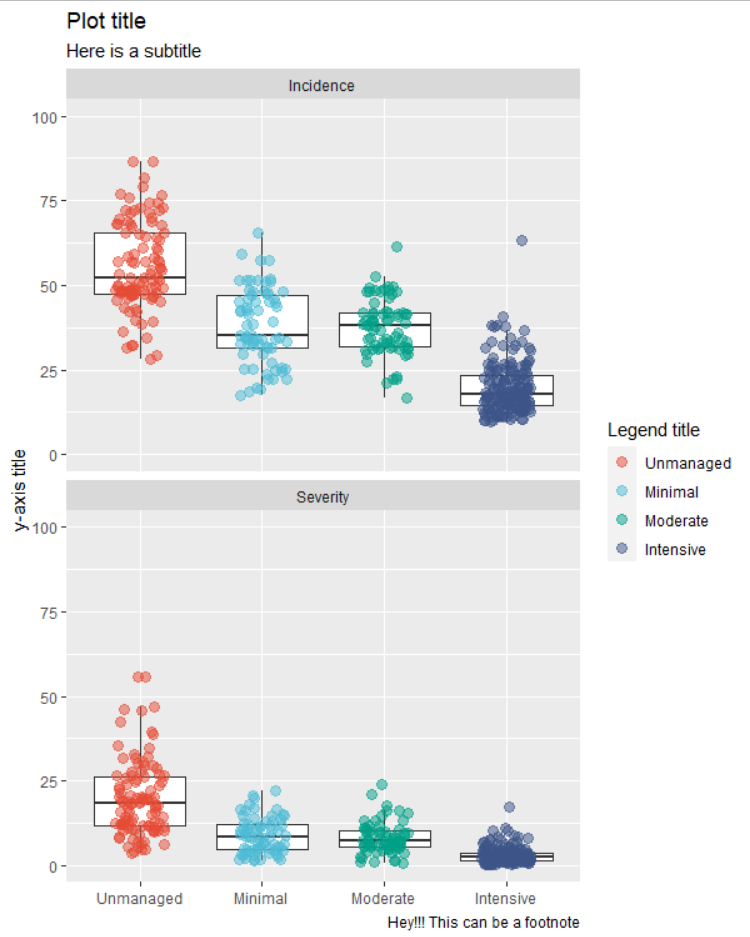 Plot title
Here is a subtitle
Incidence
100
75
50
25
0
y-axis title
Severity
100
75
50
25
0
Unmanaged Minimal Moderate Intensive
Hey!!! This can be a footnote
Legend title
Unmanaged
Minimal
Moderate
Intensive